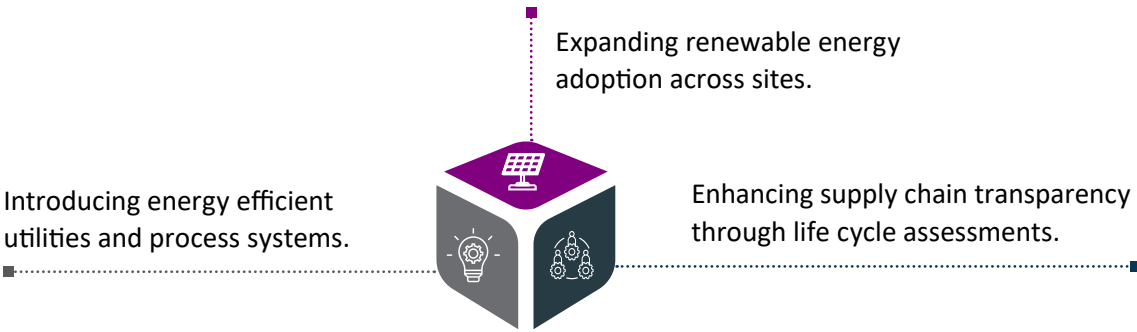 Expanding renewable energy
adoption across sites.
Introducing energy efficient
utilities and process systems.
Enhancing supply chain transparency
through life cycle assessments.